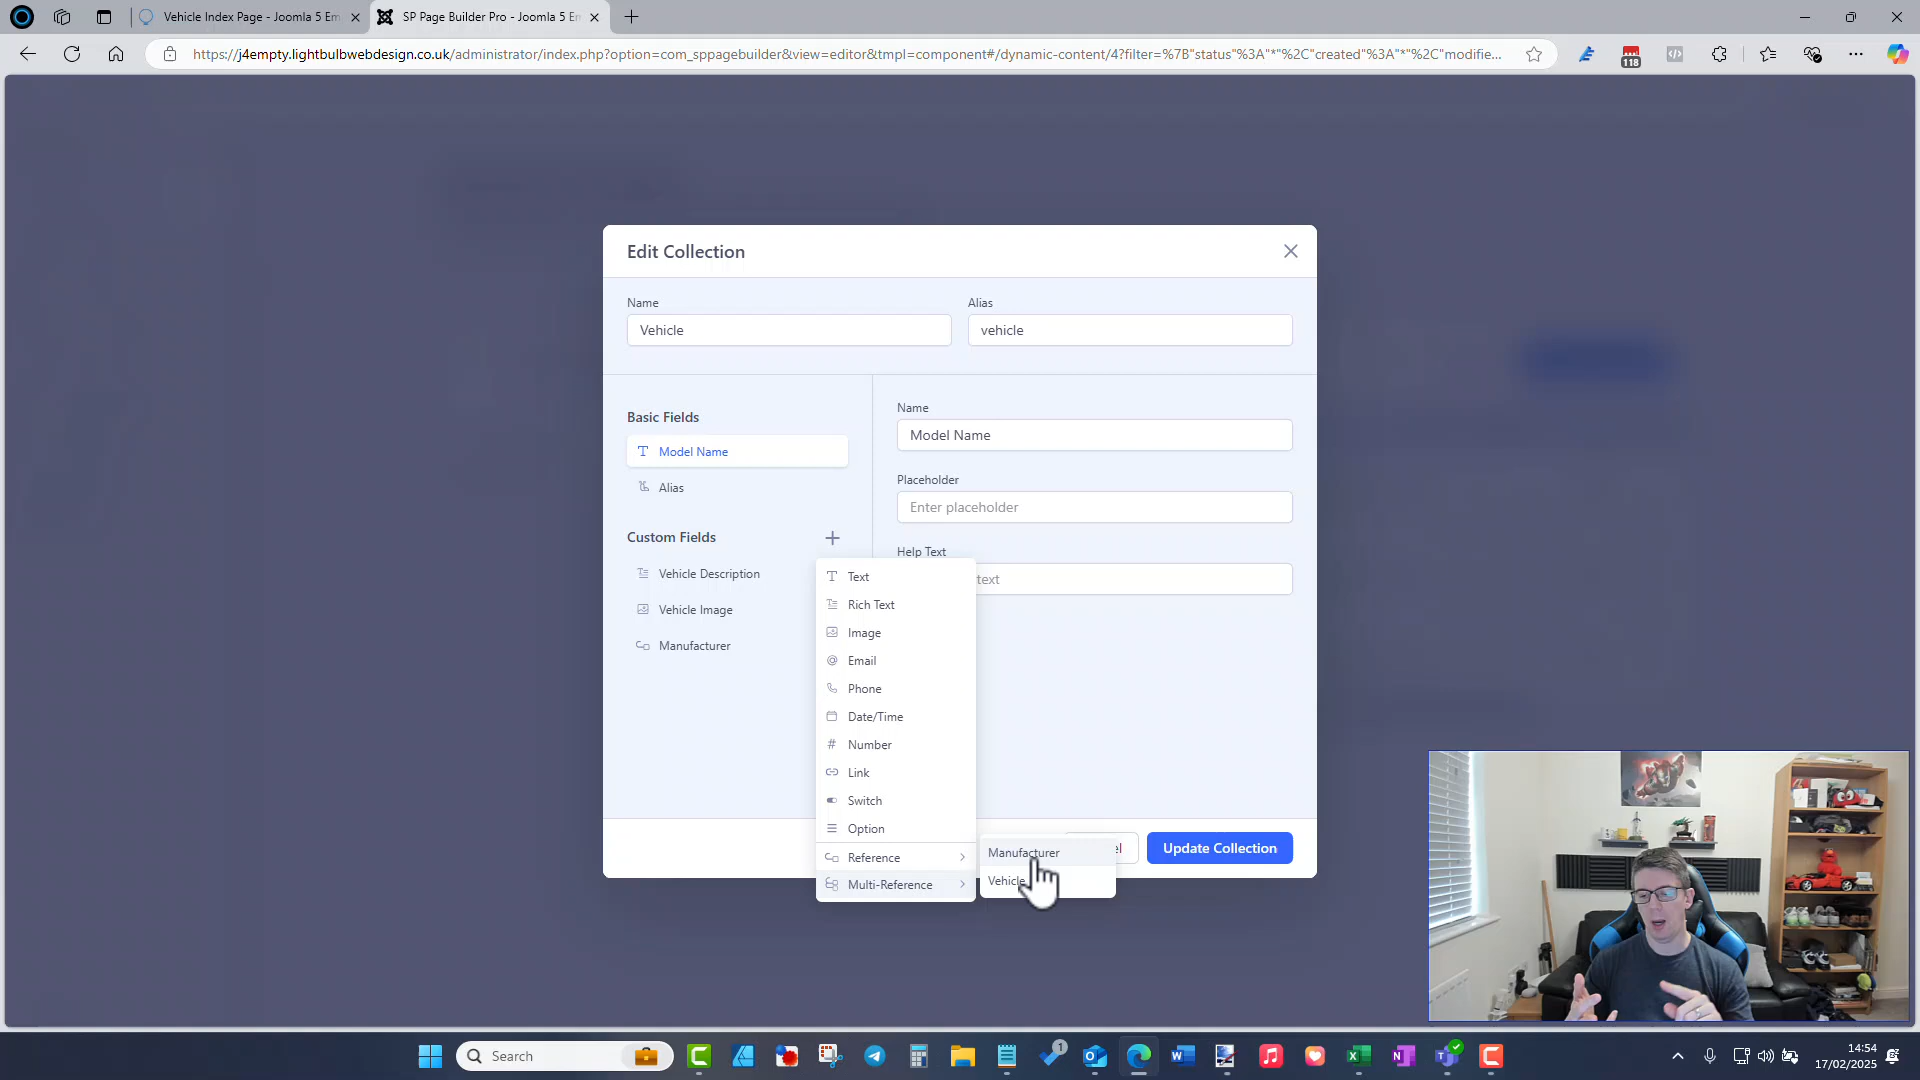 Vehicle Index Page - Joomla 5 Em
SP Page Builder Pro - Joomla 5 Em
https://j4empty.lightbulbwebdesign.co.uk/administrator/index.php?option=com_sppagebuilder&view=editor&tmpl=component#/dynamic-content/4?filter=%7B"status"%3A"*"%2C"created"%3A"*"%2C"modifie...
118
Edit Collection
Name
Alias
Vehicle
vehicle
Basic Fields
Model Name
Alias
Custom Fields
Vehicle Description
Vehicle Image
Manufacturer
Name
Model Name
Placeholder
Enter placeholder
Help Text
text
Text
Rich Text
Image
Email
Phone
Date/Time
Number
Link
Switch
Option
Reference
Multi-Reference
Manufacturer
Vehicle
el
Update Collection
Search
1
14:54
17/02/2025